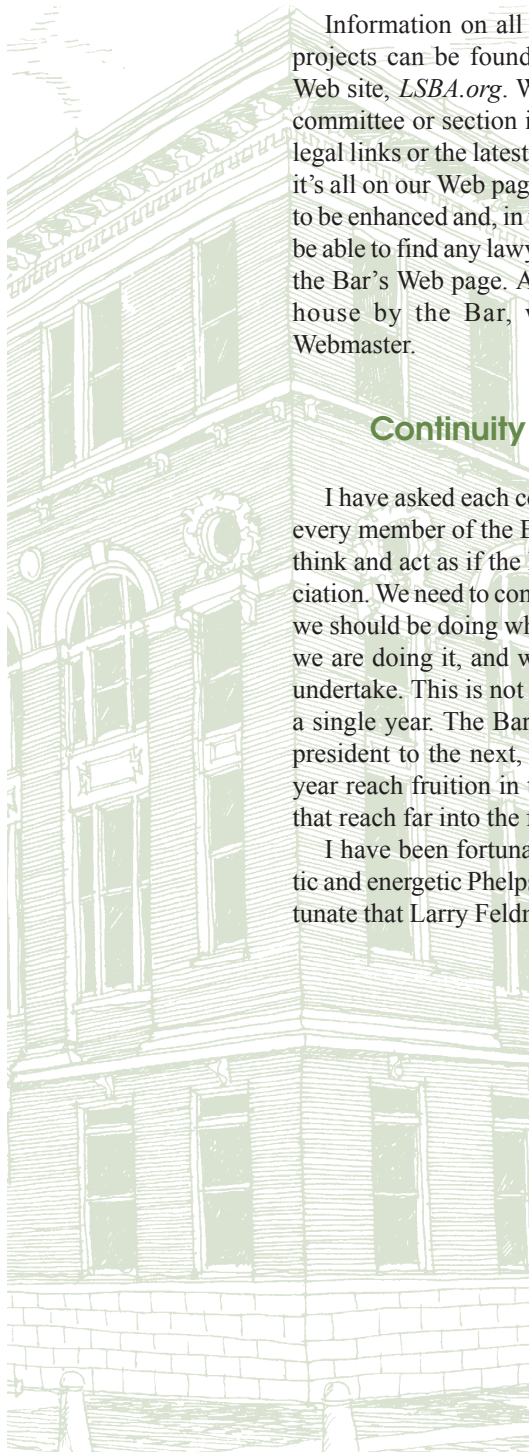 Information on all
projects can be found
Web site, LSBA.org. W
committee or section i
legal links or the latest
it's all on our Web pag
to be enhanced and, in
be able to find any lawy
the Bar's Web page. A
house by the Bar, w
Webmaster.
Continuity
I have asked each co
every member of the B
think and act as if the
ciation. We need to con
we should be doing wh
we are doing it, and w
undertake. This is not
a single year. The Bar
president to the next,
year reach fruition in t
that reach far into the f
I have been fortuna
tic and energetic Phelps
tunate that Larry Feldn